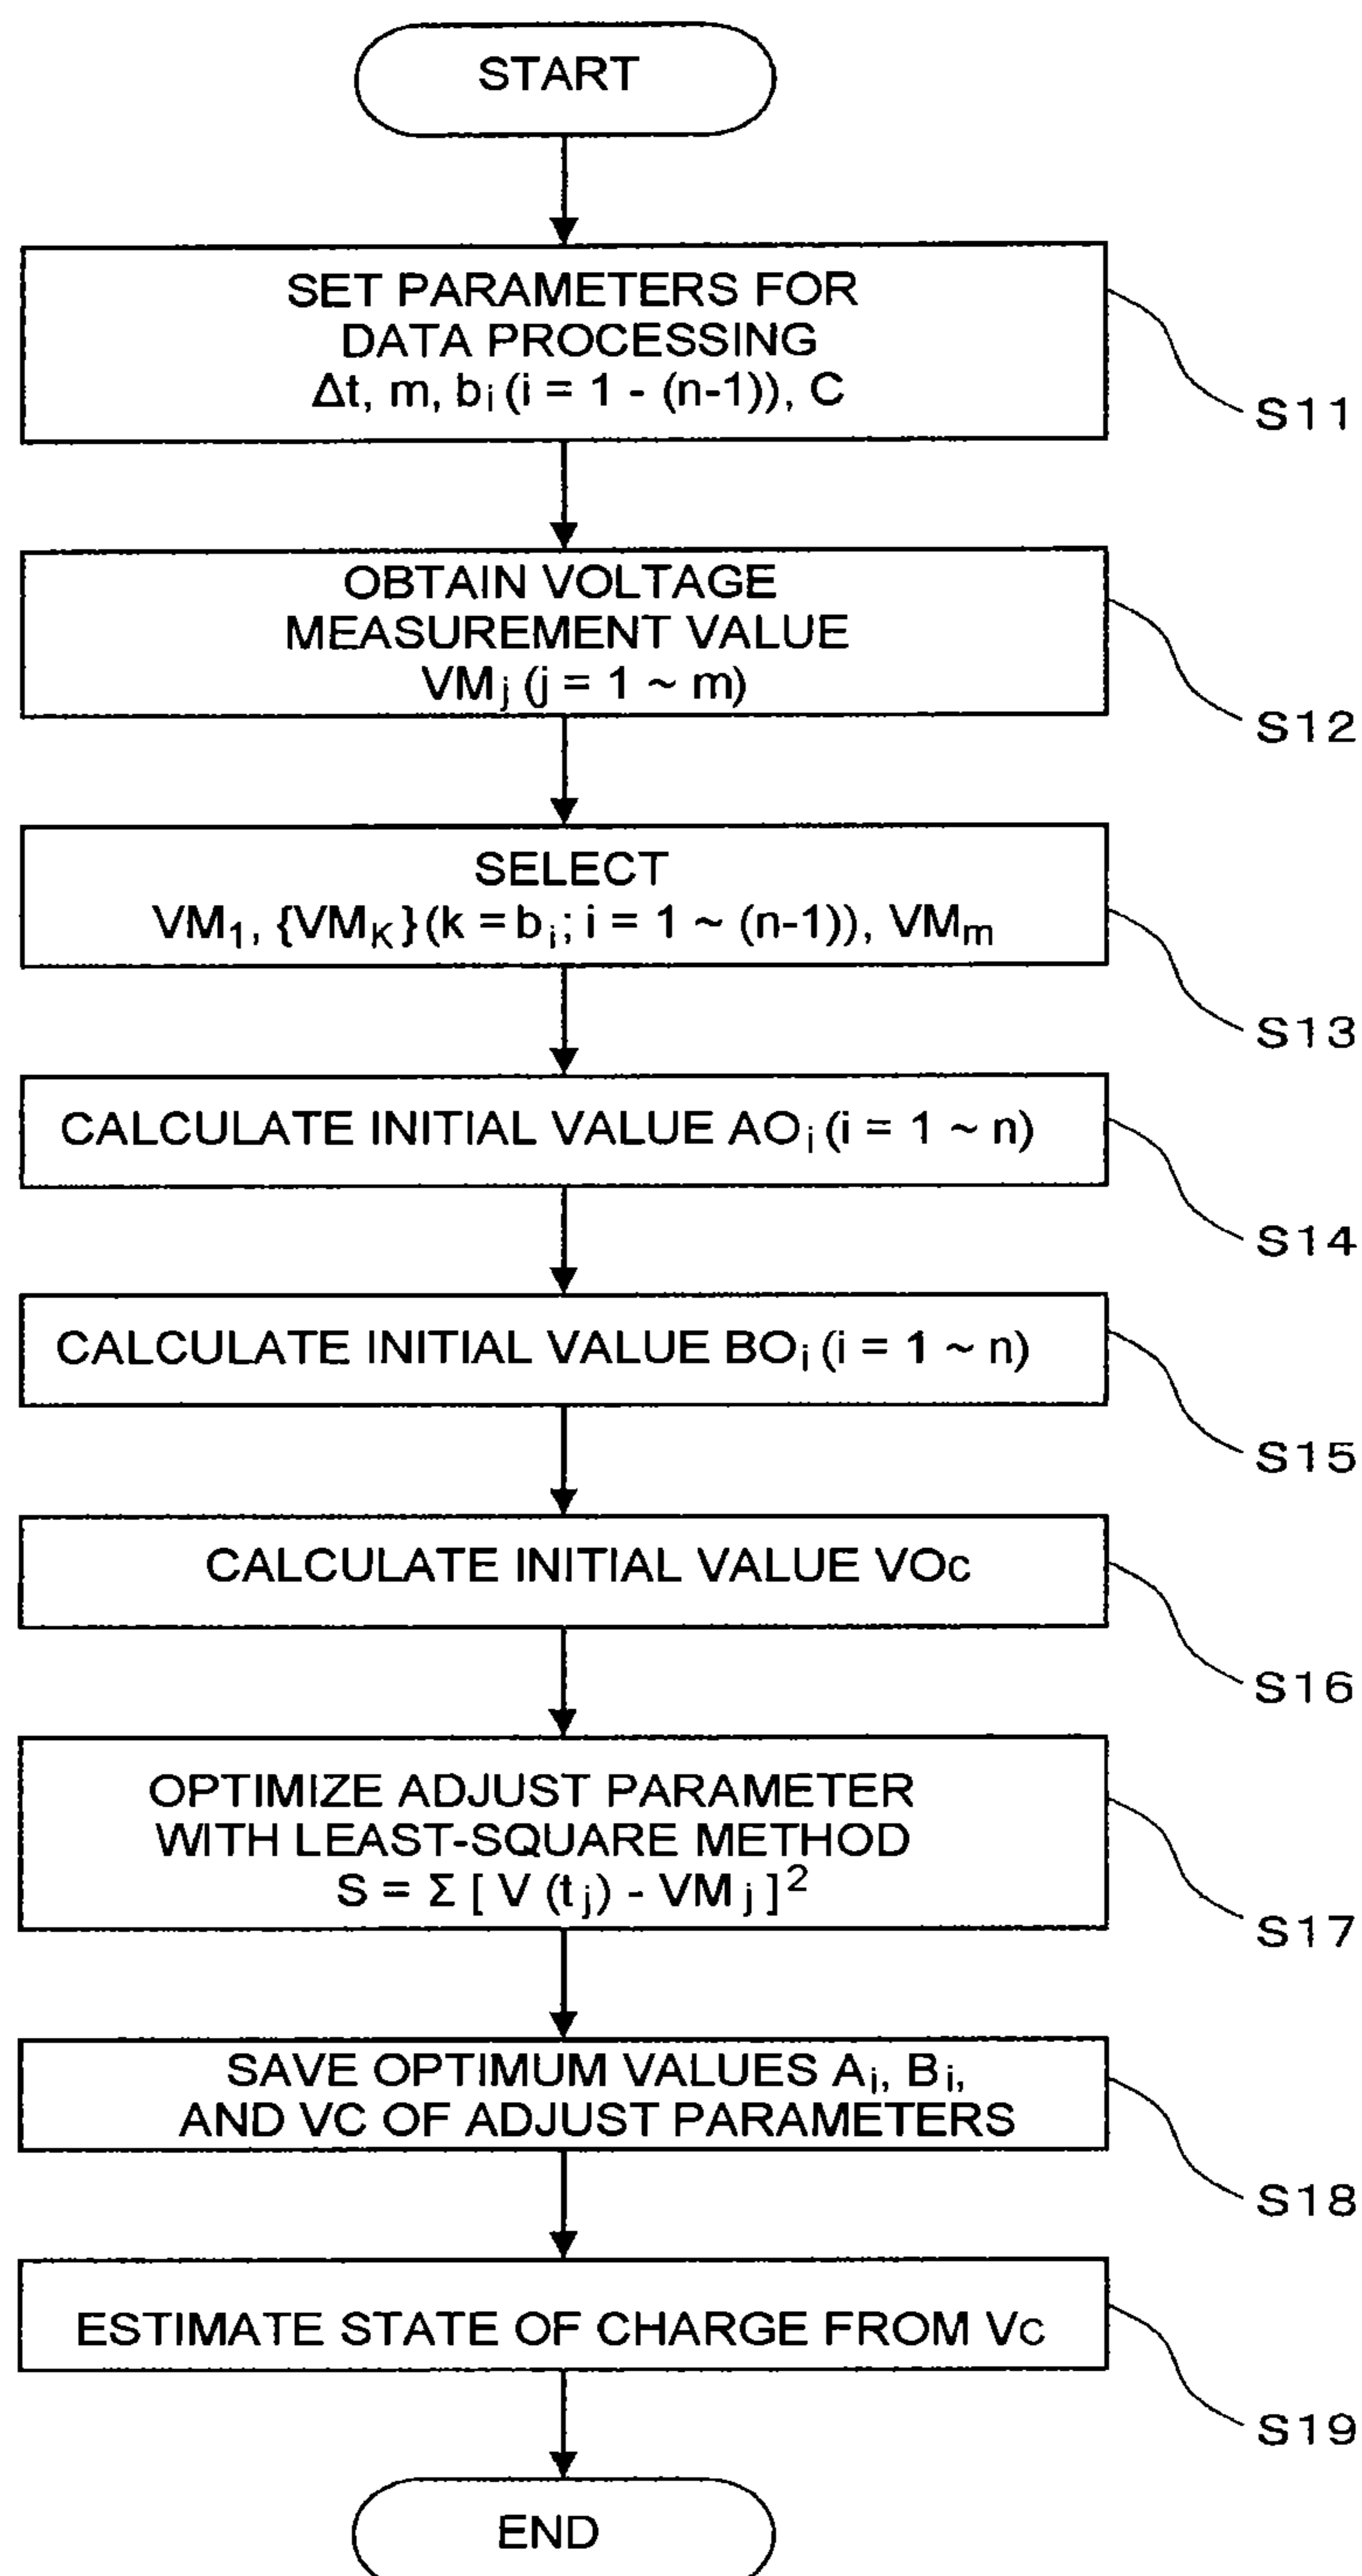 START
SET PARAMETERS FOR
DATA PROCESSING
Δt, m, bi (i = 1 - (n-1)), C
S11
OBTAIN VOLTAGE
MEASUREMENT VALUE
VMj (j = 1 ~ m)
S12
SELECT
VM1, {VMK} (k = bi; i = 1 ~ (n-1)), VMm
S13
CALCULATE INITIAL VALUE AOi (i = 1 ~ n)
S14
CALCULATE INITIAL VALUE BOi (i = 1 ~ n)
S15
CALCULATE INITIAL VALUE VOC
S16
OPTIMIZE ADJUST PARAMETER
WITH LEAST-SQUARE METHOD
S = Σ [ V (tj) - VMj ]²
S17
SAVE OPTIMUM VALUES Ai, Bi,
AND VC OF ADJUST PARAMETERS
S18
ESTIMATE STATE OF CHARGE FROM VC
S19
END